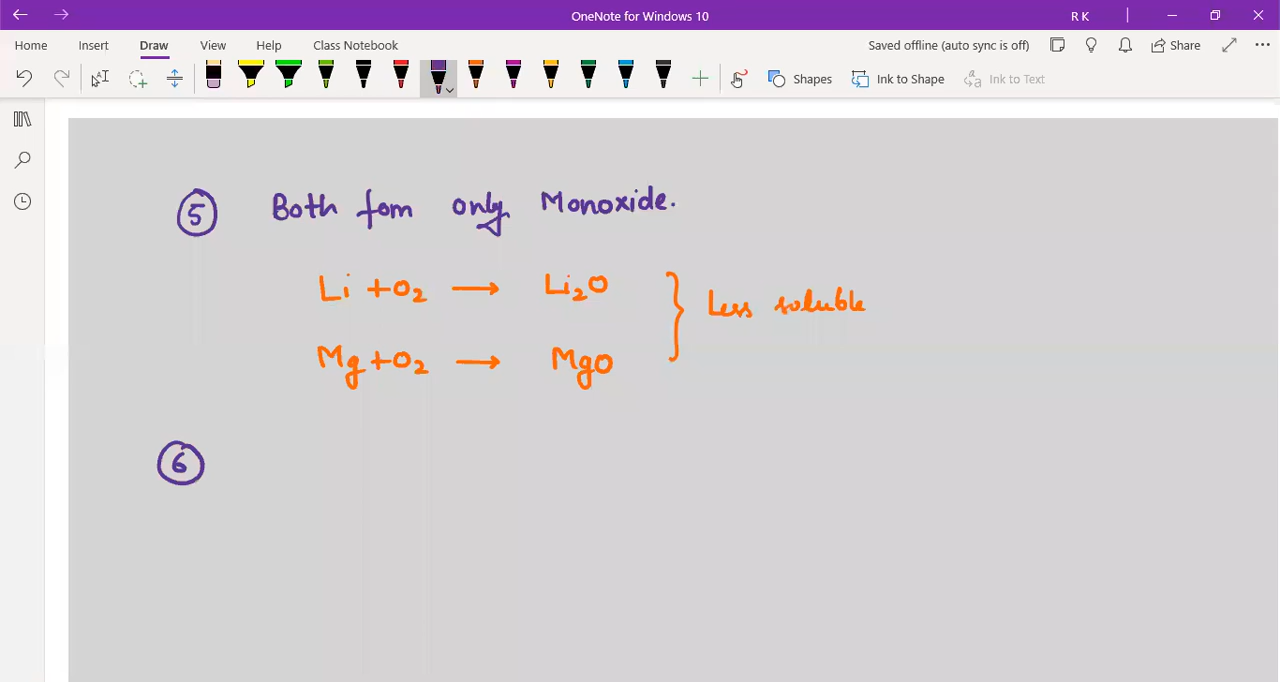 OneNote for Windows 10
R K
Home Insert Draw View Help Class Notebook
Saved offline (auto sync is off) Share
Shapes Ink to Shape Ink to Text
5 Both fom only Monoxide.
Li + O₂ → Li₂O
Mg + O₂ → MgO
} Less soluble
6